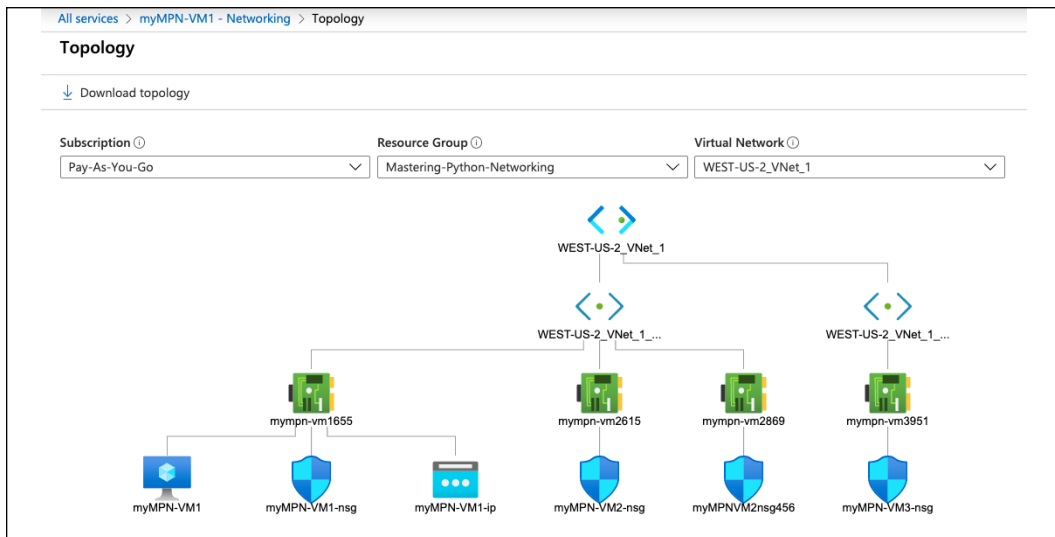 All services > myMPN-VM1 - Networking > Topology
Topology
Download topology
Subscription
Resource Group
Virtual Network
Pay-As-You-Go
Mastering-Python-Networking
WEST-US-2_VNet_1
WEST-US-2_VNet_1
WEST-US-2_VNet_1_...
WEST-US-2_VNet_1_...
mympn-vm1655
mympn-vm2615
mympn-vm2869
mympn-vm3951
myMPN-VM1
myMPN-VM1-nsg
myMPN-VM1-ip
myMPN-VM2-nsg
myMPNVM2nsg456
myMPN-VM3-nsg